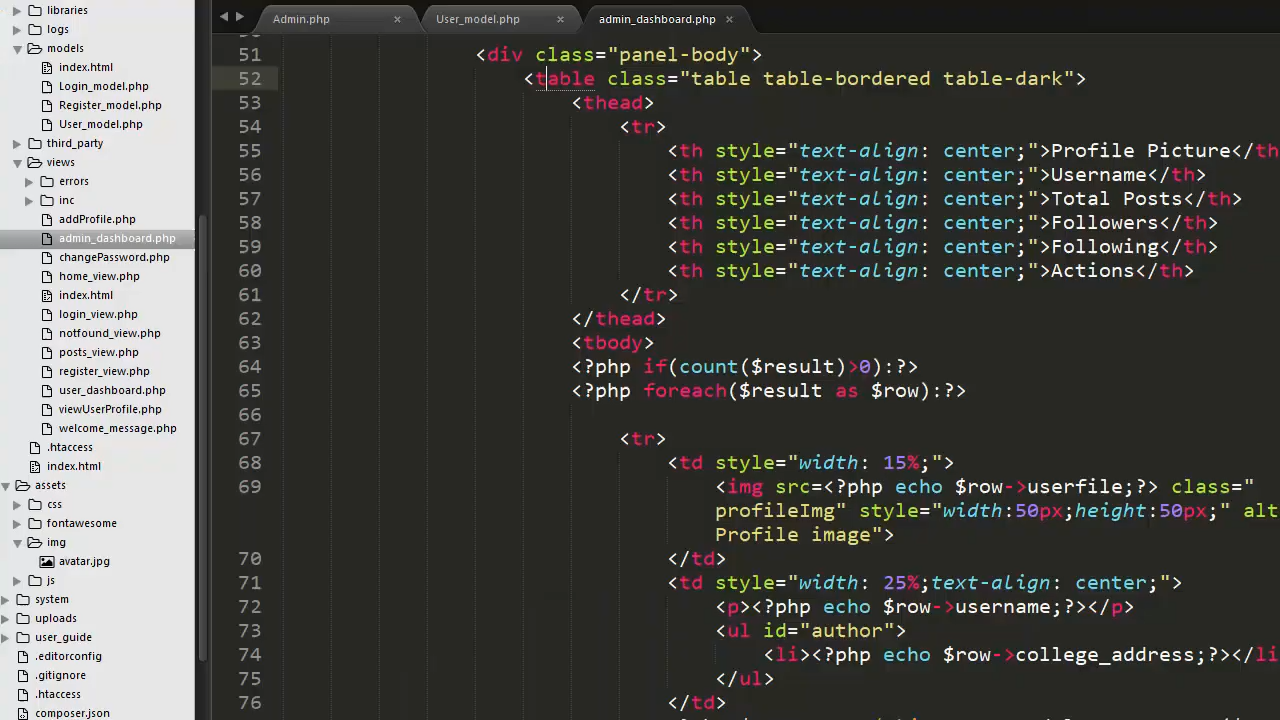 libraries
logs
models
index.html
Login_model.php
Register_model.php
User_model.php
third_party
views
errors
inc
addProfile.php
admin_dashboard.php
changePassword.php
home_view.php
index.html
login_view.php
notfound_view.php
posts_view.php
register_view.php
user_dashboard.php
viewUserProfile.php
welcome_message.php
.htaccess
index.html
assets
css
fontawesome
img
avatar.jpg
js
system
uploads
user_guide
.editorconfig
.gitignore
.htaccess
composer.json
Admin.php × User_model.php × admin_dashboard.php ×
51 <div class="panel-body">
52 <table class="table table-bordered table-dark">
53 <thead>
54 <tr>
55 <th style="text-align: center;">Profile Picture</th
56 <th style="text-align: center;">Username</th>
57 <th style="text-align: center;">Total Posts</th>
58 <th style="text-align: center;">Followers</th>
59 <th style="text-align: center;">Following</th>
60 <th style="text-align: center;">Actions</th>
61 </tr>
62 </thead>
63 <tbody>
64 <?php if(count($result)>0):?>
65 <?php foreach($result as $row):?>
66
67 <tr>
68 <td style="width: 15%;">
69 <img src=<?php echo $row->userfile;?> class="
profileImg" style="width:50px;height:50px;" alt
Profile image">
70 </td>
71 <td style="width: 25%;text-align: center;">
72 <p><?php echo $row->username;?></p>
73 <ul id="author">
74 <li><?php echo $row->college_address;?></li
75 </ul>
76 </td>